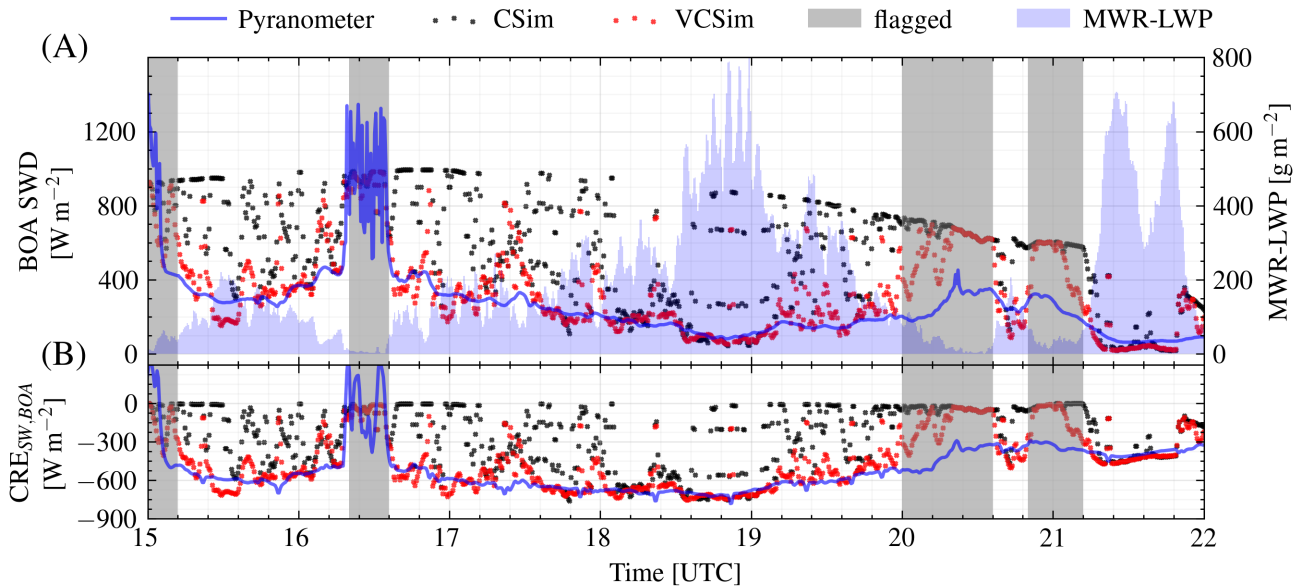 Pyranometer CSim VCSim flagged MWR-LWP
(A)
BOA SWD
[W m−2]
1200
800
400
0
MWR-LWP [g m−2]
800
600
400
200
0
(B)
CRESW,BOA
[W m−2]
0
−300
−600
−900
15 16 17 18 19 20 21 22
Time [UTC]